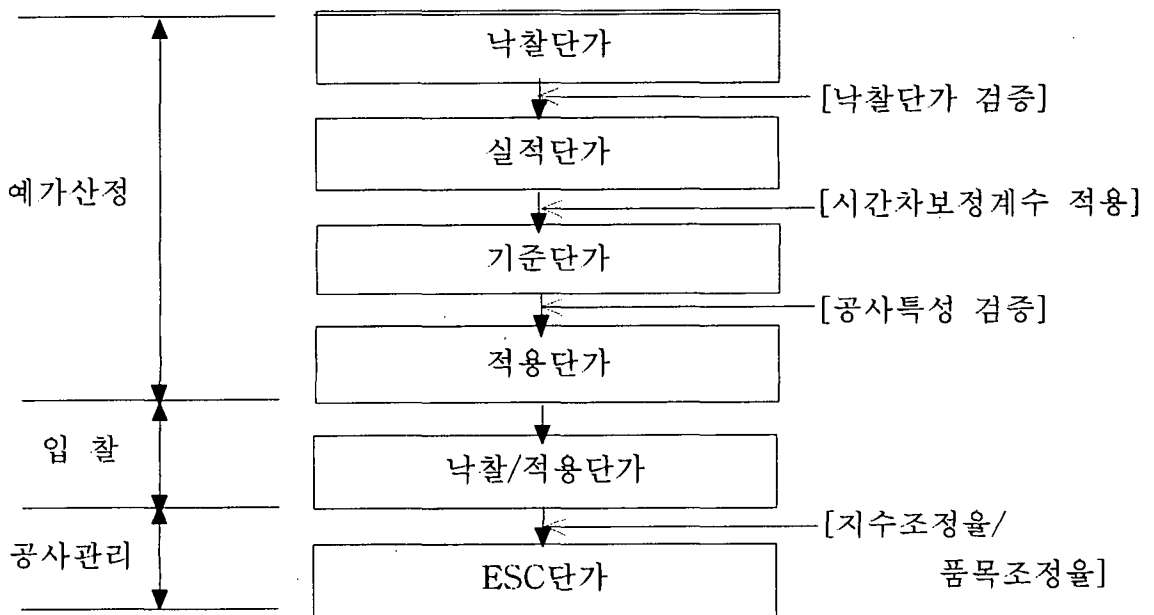 낙찰단가
[낙찰단가 검증]
실적단가
예가산정
[시간차보정계수 적용]
기준단가
[공사특성 검증]
적용단가
입 찰
낙찰/적용단가
[지수조정율/
품목조정율]
공사관리
ESC단가